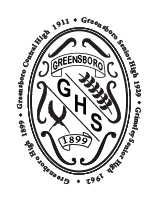 • Greensboro High 1899 • Greensboro Central High 1911 • Greensboro Senior High 1929 • Grimsley Senior High 1962
GREENSBORO
G
H
S
1899